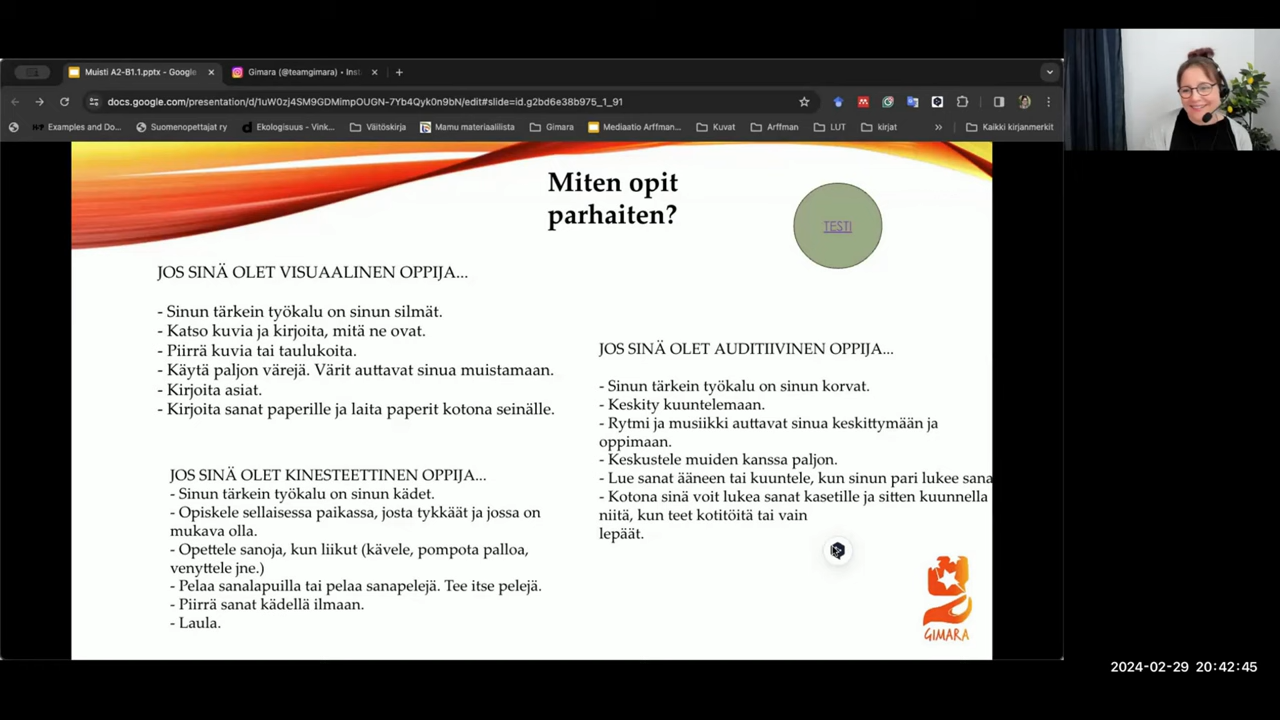 Muisti A2-B1.1.pptx - Google
Gimara (@teamgimara) • Ins
docs.google.com/presentation/d/1uW0zj4SM9GDMimpOUGN-7Yb4Qyk0n9bN/edit#slide=id.g2bd6e38b975_1_91
Examples and Do...
Suomenopettajat ry
Ekologisuus - Vink...
Väitöskirja
Mamu materiaalilista
Gimara
Mediaatio Arffman...
Kuvat
Arffman
LUT
kirjat
»
Kaikki kirjanmerkit
Miten opit
parhaiten?
TESTI
JOS SINÄ OLET VISUAALINEN OPPIJA...
- Sinun tärkein työkalu on sinun silmät.
- Katso kuvia ja kirjoita, mitä ne ovat.
- Piirrä kuvia tai taulukoita.
- Käytä paljon värejä. Värit auttavat sinua muistamaan.
- Kirjoita asiat.
- Kirjoita sanat paperille ja laita paperit kotona seinälle.
JOS SINÄ OLET KINESTEETTINEN OPPIJA...
- Sinun tärkein työkalu on sinun kädet.
- Opiskele sellaisessa paikassa, josta tykkäät ja jossa on
mukava olla.
- Opettele sanoja, kun liikut (kävele, pompota palloa,
venyttele jne.)
- Pelaa sanalapuilla tai pelaa sanapelejä. Tee itse pelejä.
- Piirrä sanat kädellä ilmaan.
- Laula.
JOS SINÄ OLET AUDITIIVINEN OPPIJA...
- Sinun tärkein työkalu on sinun korvat.
- Keskity kuuntelemaan.
- Rytmi ja musiikki auttavat sinua keskittymään ja
oppimaan.
- Keskustele muiden kanssa paljon.
- Lue sanat ääneen tai kuuntele, kun sinun pari lukee sana
- Kotona sinä voit lukea sanat kasetille ja sitten kuunnella
niitä, kun teet kotitöitä tai vain
lepäät.
GIMARA
2024-02-29 20:42:45